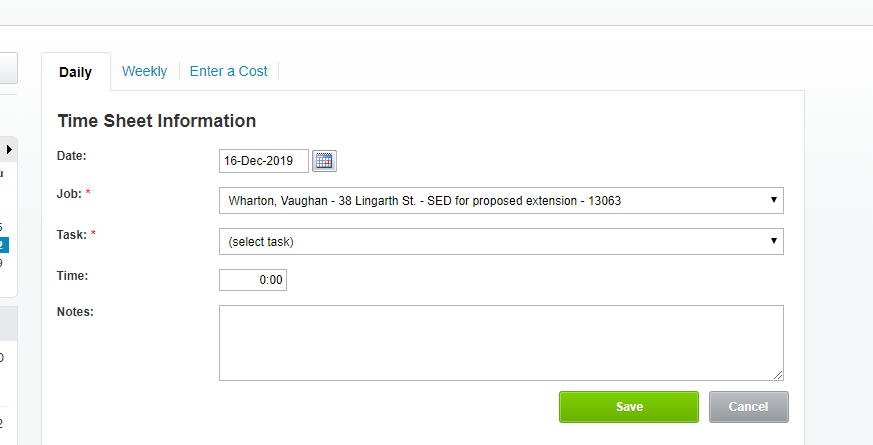 Daily Weekly Enter a Cost
Time Sheet Information
Date: 16-Dec-2019
Job: * Wharton, Vaughan - 38 Lingarth St. - SED for proposed extension - 13063
Task: * (select task)
Time: 0:00
Notes:
Save Cancel